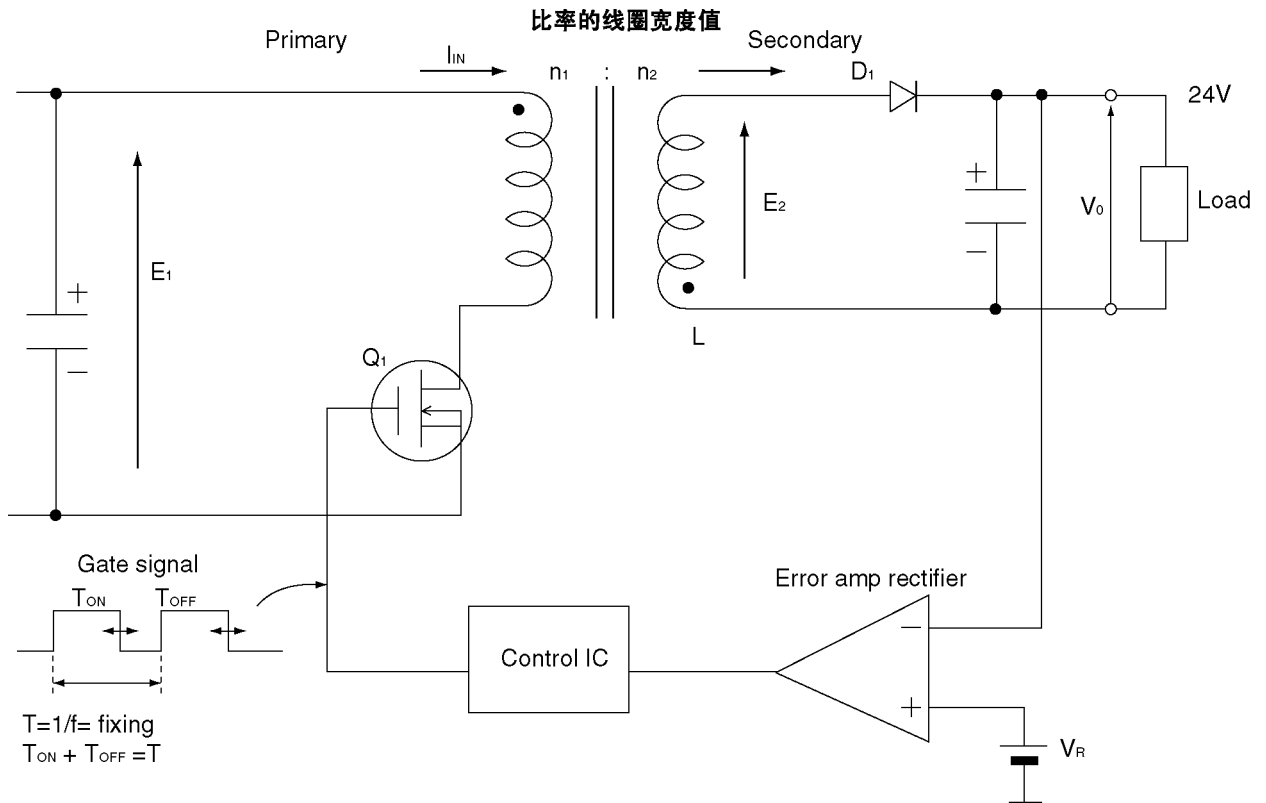 比率的线圈宽度值
Primary
IIN
n1 : n2
Secondary
D1
24V
E1
+
−
E2
+
−
V0
Load
L
Q1
Gate signal
TON TOFF
T=1/f= fixing
TON + TOFF =T
Control IC
Error amp rectifier
−
+
VR